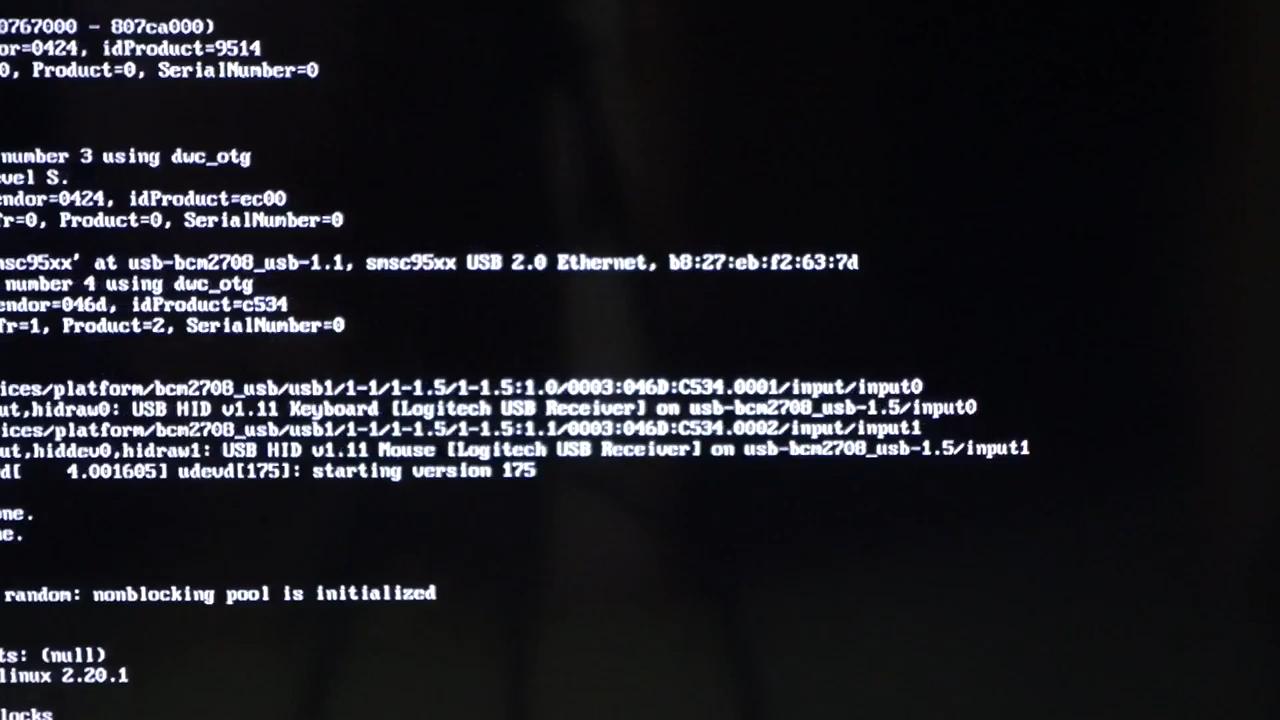 0767000 - 807ca000)
or=0424, idProduct=9514
0, Product=0, SerialNumber=0
number 3 using dwc_otg
vel S.
endor=0424, idProduct=ec00
fr=0, Product=0, SerialNumber=0
msc95xx' at usb-bcm2708_usb-1.1, smsc95xx USB 2.0 Ethernet, b8:27:eb:f2:63:7d
number 4 using dwc_otg
endor=046d, idProduct=c534
fr=1, Product=2, SerialNumber=0
ices/platform/bcm2708_usb/usb1/1-1/1-1.5/1-1.5:1.0/0003:046D:C534.0001/input/input0
ut,hidraw0: USB HID v1.11 Keyboard [Logitech USB Receiver] on usb-bcm2708_usb-1.5/input0
ices/platform/bcm2708_usb/usb1/1-1/1-1.5/1-1.5:1.1/0003:046D:C534.0002/input/input1
ut,hiddev0,hidraw1: USB HID v1.11 Mouse [Logitech USB Receiver] on usb-bcm2708_usb-1.5/input1
d[    4.001605] udevd[175]: starting version 175
one.
ne.
random: nonblocking pool is initialized
ts: (null)
linux 2.20.1
locks